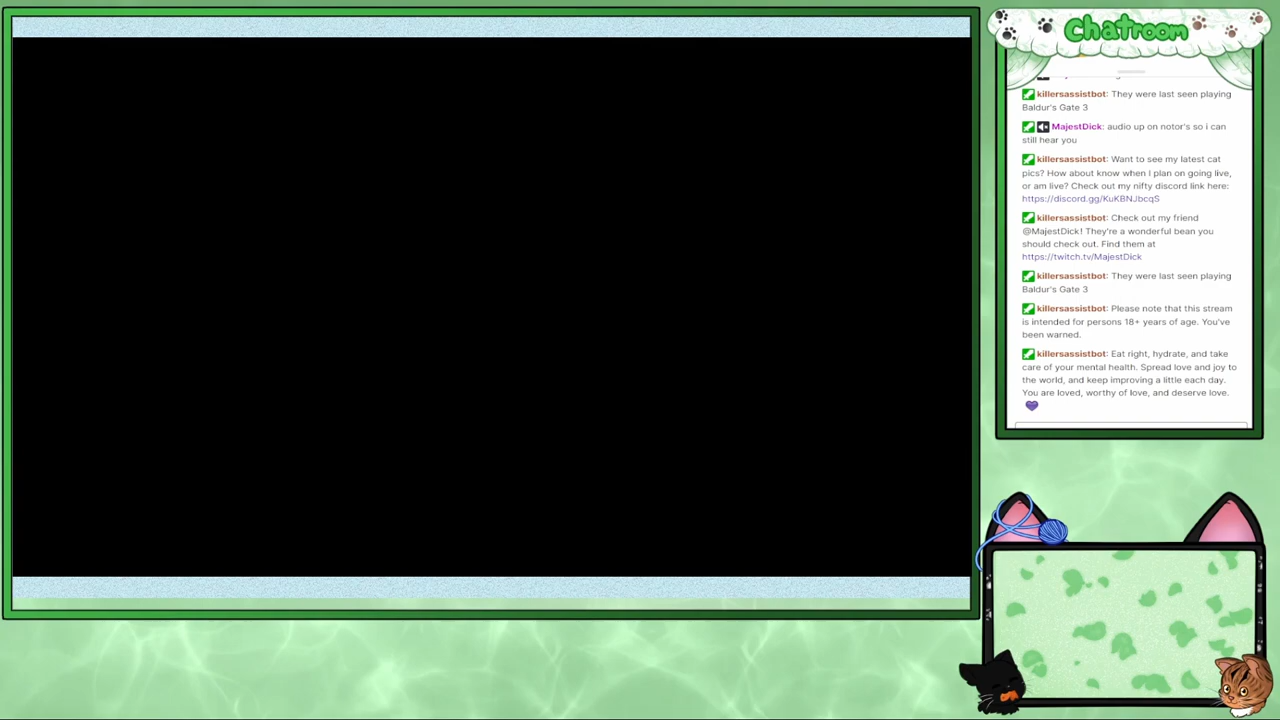 Chatroom
killersassistbot: They were last seen playing
Baldur's Gate 3
MajestDick: audio up on notor's so i can
still hear you
killersassistbot: Want to see my latest cat
pics? How about know when I plan on going live,
or am live? Check out my nifty discord link here:
https://discord.gg/KuKBNJbcqS
killersassistbot: Check out my friend
@MajestDick! They're a wonderful bean you
should check out. Find them at
https://twitch.tv/MajestDick
killersassistbot: They were last seen playing
Baldur's Gate 3
killersassistbot: Please note that this stream
is intended for persons 18+ years of age. You've
been warned.
killersassistbot: Eat right, hydrate, and take
care of your mental health. Spread love and joy to
the world, and keep improving a little each day.
You are loved, worthy of love, and deserve love.